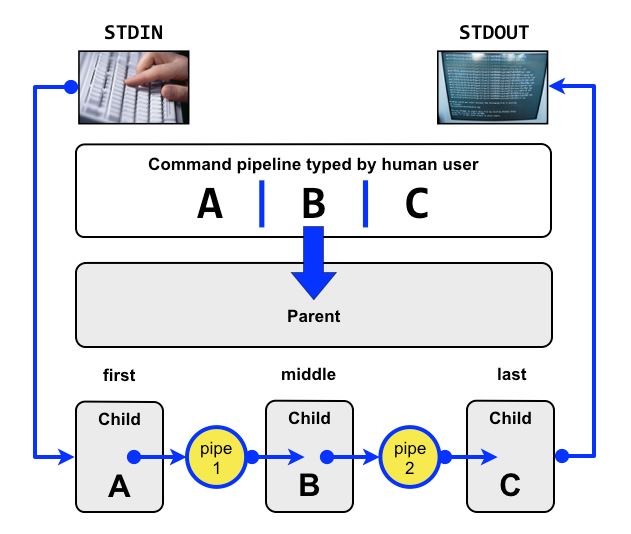 STDIN
STDOUT
Command pipeline typed by human user
A | B | C
Parent
first
middle
last
Child
Child
Child
pipe
1
pipe
2
A
B
C